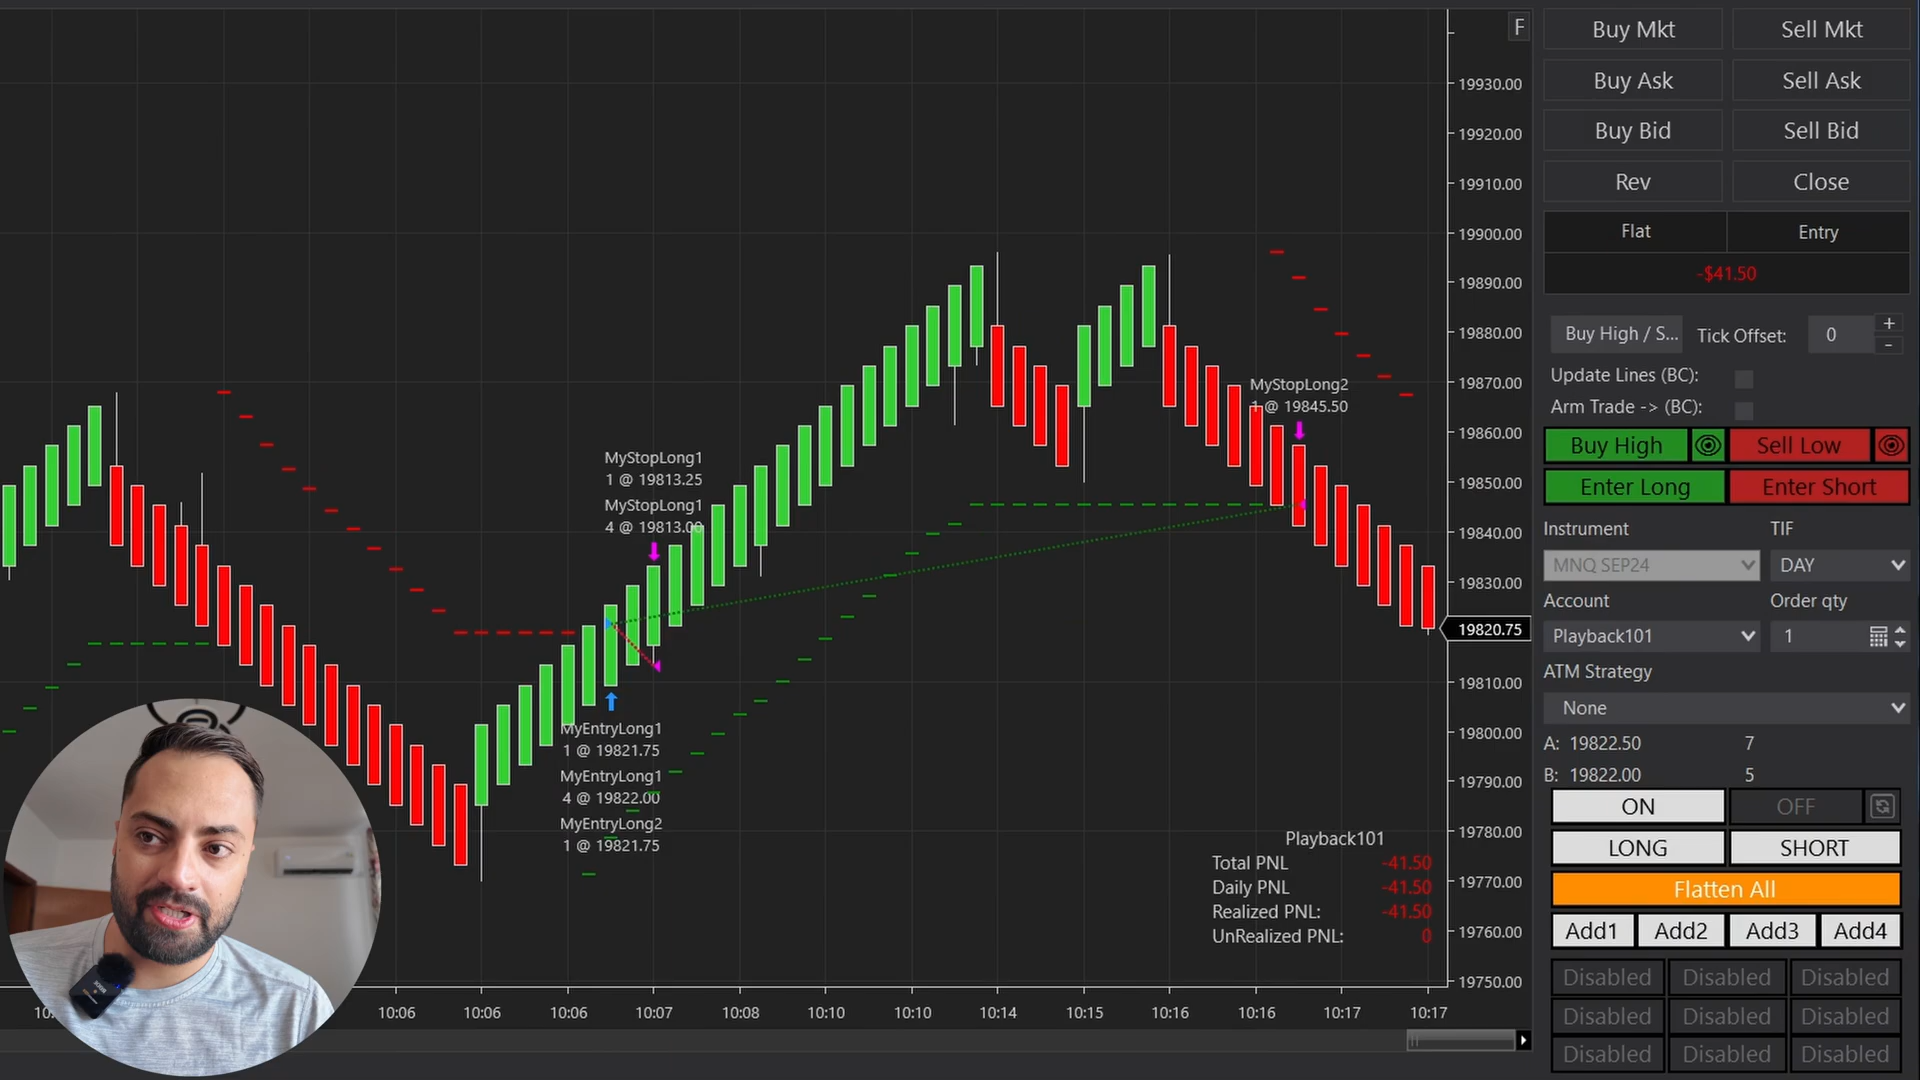 F
19930.00
19920.00
19910.00
19900.00
19890.00
19880.00
19870.00
19860.00
19850.00
19840.00
19830.00
19820.75
19810.00
19800.00
19790.00
19780.00
19770.00
19760.00
19750.00
MyStopLong1
1 @ 19813.25
MyStopLong1
4 @ 19813.00
MyStopLong2
1 @ 19845.50
MyEntryLong1
1 @ 19821.75
MyEntryLong1
4 @ 19822.00
MyEntryLong2
1 @ 19821.75
Playback101
Total PNL -41.50
Daily PNL -41.50
Realized PNL: -41.50
UnRealized PNL: 0
10:06 10:06 10:06 10:07 10:08 10:10 10:10 10:14 10:15 10:16 10:16 10:17 10:17
Buy Mkt Sell Mkt
Buy Ask Sell Ask
Buy Bid Sell Bid
Rev Close
Flat Entry
-$41.50
Buy High / S... Tick Offset: 0 + -
Update Lines (BC):
Arm Trade -> (BC):
Buy High Sell Low
Enter Long Enter Short
Instrument TIF
MNQ SEP24 DAY
Account Order qty
Playback101 1
ATM Strategy
None
A: 19822.50 7
B: 19822.00 5
ON OFF
LONG SHORT
Flatten All
Add1 Add2 Add3 Add4
Disabled Disabled Disabled
Disabled Disabled Disabled
Disabled Disabled Disabled